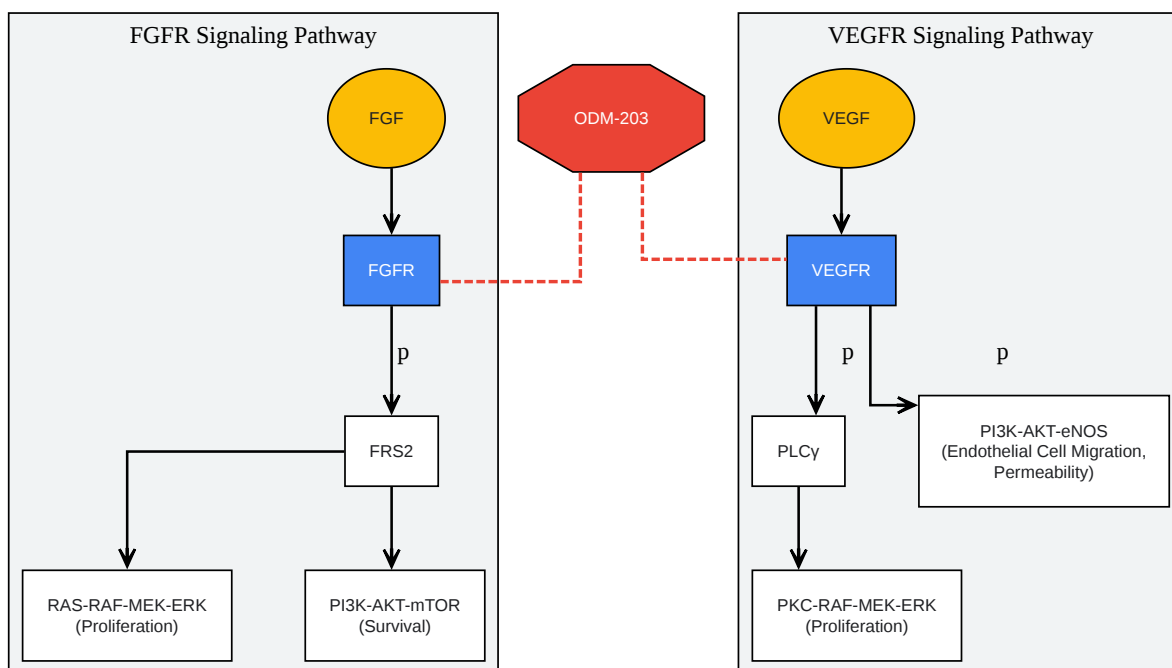 FGFR Signaling Pathway
VEGFR Signaling Pathway
FGF
ODM-203
VEGF
FGFR
VEGFR
p
p
p
FRS2
PLCγ
PI3K-AKT-eNOS
(Endothelial Cell Migration,
Permeability)
RAS-RAF-MEK-ERK
(Proliferation)
PI3K-AKT-mTOR
(Survival)
PKC-RAF-MEK-ERK
(Proliferation)